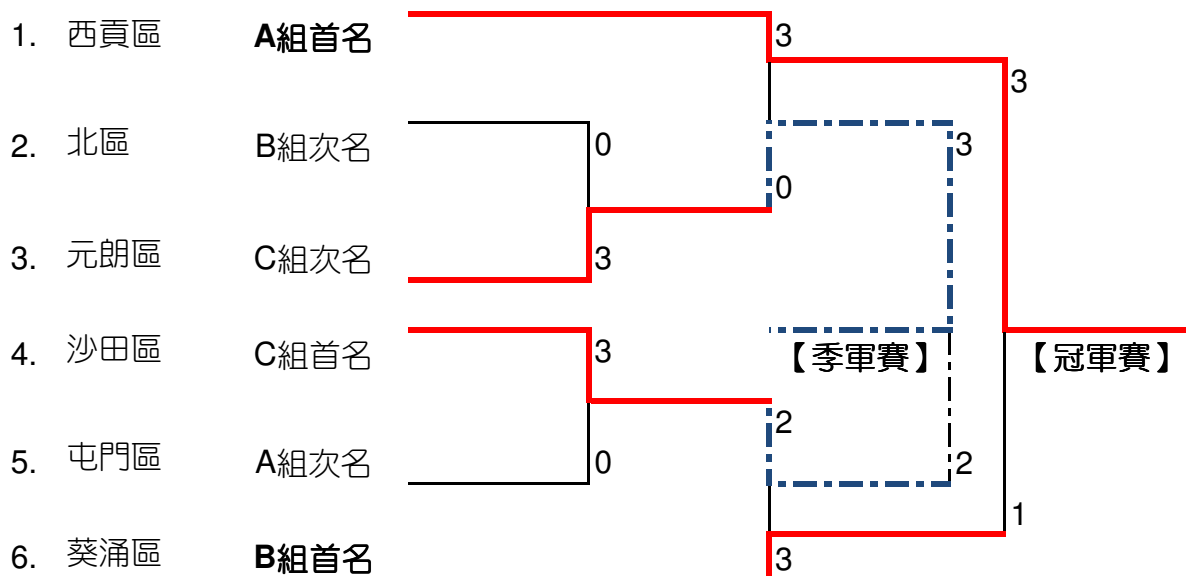 1. 西貢區 A組首名 3
3
2. 北區 B組次名 0 3
0
3. 元朗區 C組次名 3
4. 沙田區 C組首名 3 【季軍賽】 【冠軍賽】
2
5. 屯門區 A組次名 0 2
1
6. 葵涌區 B組首名 3